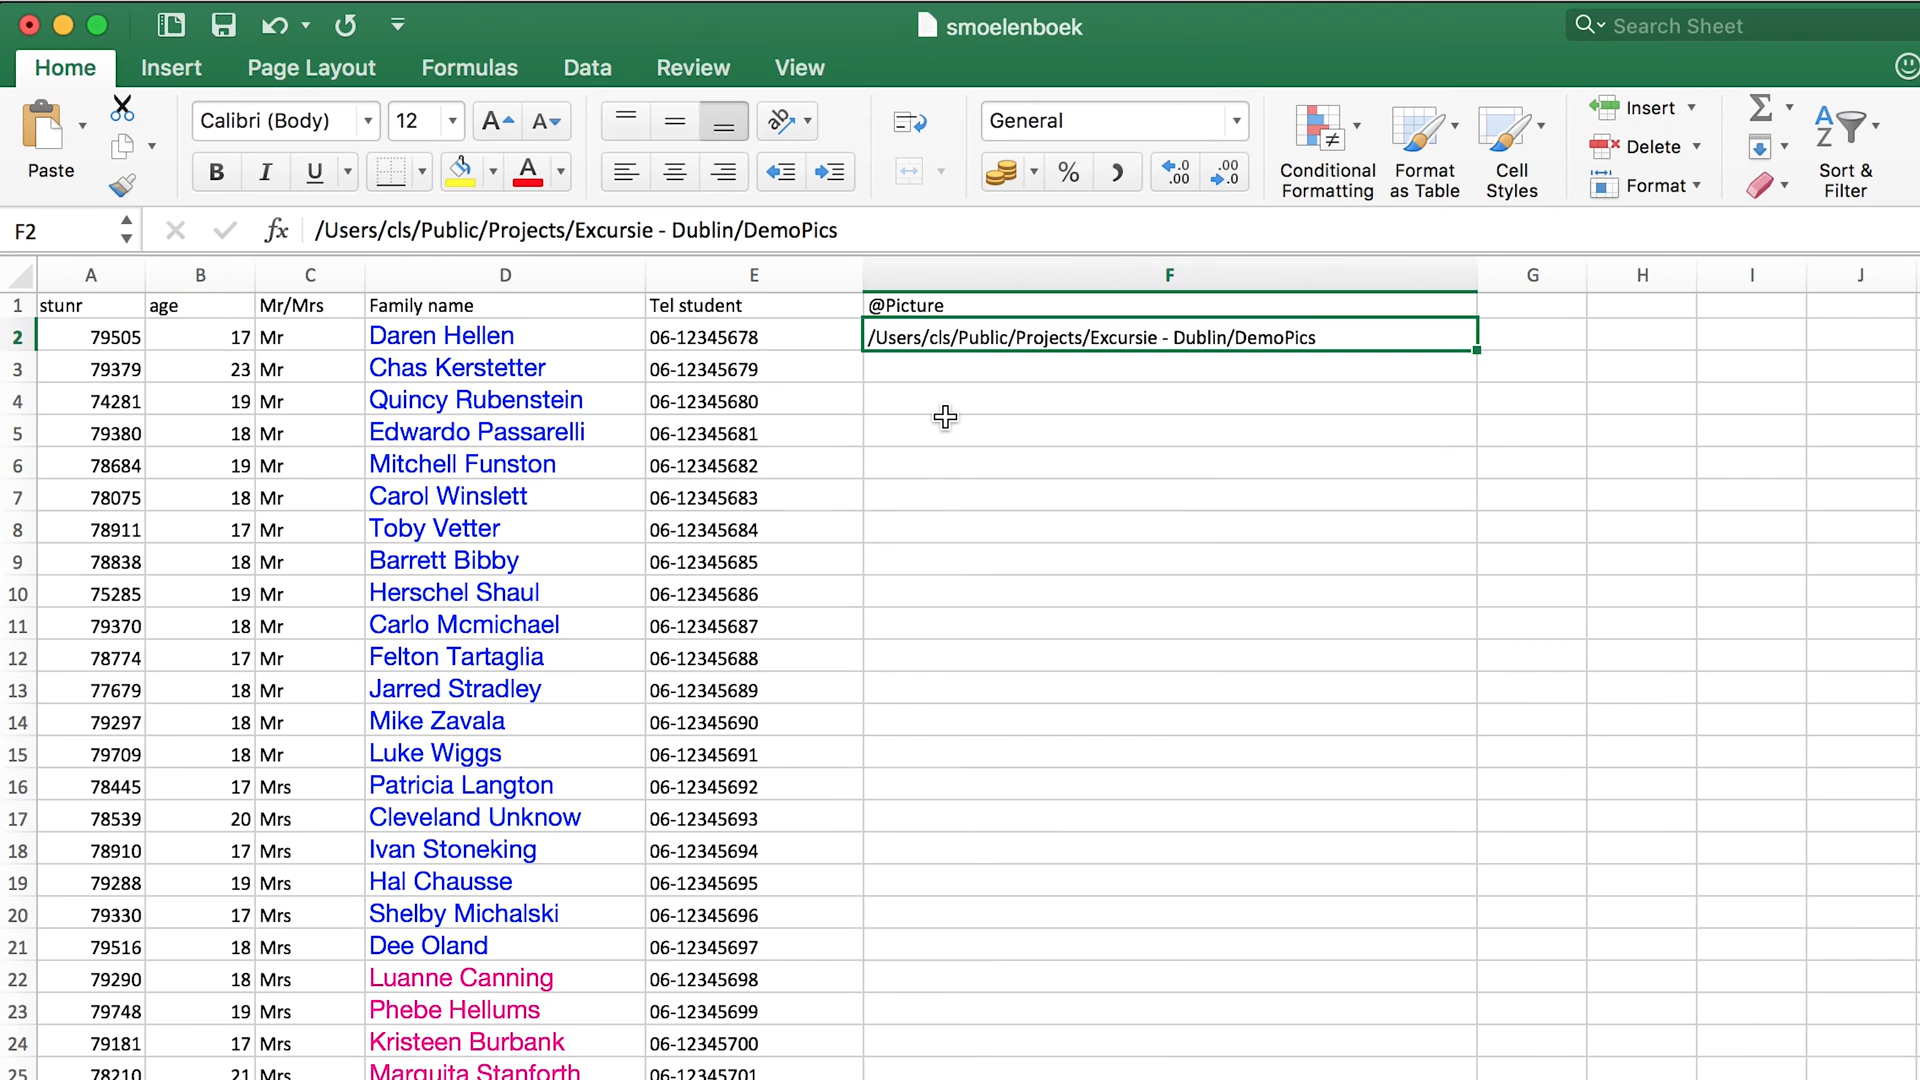 smoelenboek
Search Sheet
Home Insert Page Layout Formulas Data Review View
Paste
Calibri (Body) 12 A A
B I U A
General
% .0 .00 .00 .0
Conditional Formatting
Format as Table
Cell Styles
Insert
Delete
Format
Sort & Filter
F2 fx /Users/cls/Public/Projects/Excursie - Dublin/DemoPics
A B C D E F G H I J
1 stunr age Mr/Mrs Family name Tel student @Picture
2 79505 17 Mr Daren Hellen 06-12345678 /Users/cls/Public/Projects/Excursie - Dublin/DemoPics
3 79379 23 Mr Chas Kerstetter 06-12345679
4 74281 19 Mr Quincy Rubenstein 06-12345680
5 79380 18 Mr Edwardo Passarelli 06-12345681
6 78684 19 Mr Mitchell Funston 06-12345682
7 78075 18 Mr Carol Winslett 06-12345683
8 78911 17 Mr Toby Vetter 06-12345684
9 78838 18 Mr Barrett Bibby 06-12345685
10 75285 19 Mr Herschel Shaul 06-12345686
11 79370 18 Mr Carlo Mcmichael 06-12345687
12 78774 17 Mr Felton Tartaglia 06-12345688
13 77679 18 Mr Jarred Stradley 06-12345689
14 79297 18 Mr Mike Zavala 06-12345690
15 79709 18 Mr Luke Wiggs 06-12345691
16 78445 17 Mrs Patricia Langton 06-12345692
17 78539 20 Mrs Cleveland Unknow 06-12345693
18 78910 17 Mrs Ivan Stoneking 06-12345694
19 79288 19 Mrs Hal Chausse 06-12345695
20 79330 17 Mrs Shelby Michalski 06-12345696
21 79516 18 Mrs Dee Oland 06-12345697
22 79290 18 Mrs Luanne Canning 06-12345698
23 79748 19 Mrs Phebe Hellums 06-12345699
24 79181 17 Mrs Kristeen Burbank 06-12345700
25 78210 21 Mrs Marquita Stanforth 06-12345701